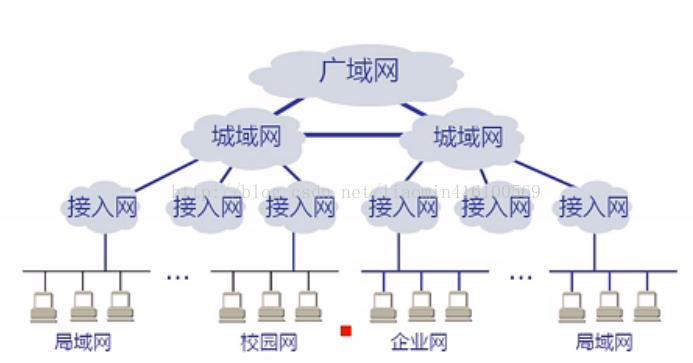 广域网
城域网 城域网
http://blog.csdn.net/liaomin416100569
接入网 接入网 接入网 接入网 接入网 接入网
... ...
局域网 校园网 企业网 局域网